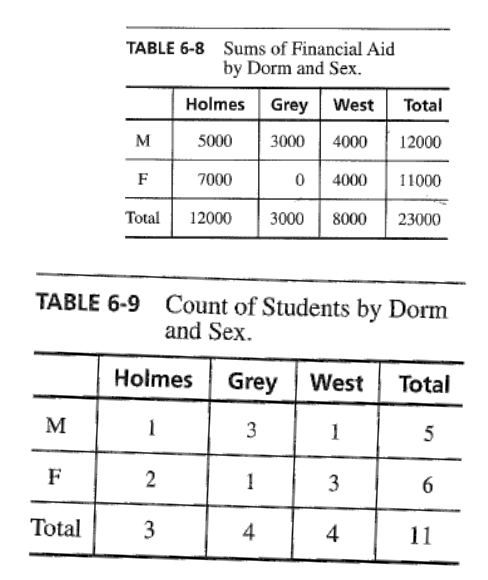 TABLE 6-8 Sums of Financial Aid
by Dorm and Sex.
Holmes Grey West Total
M 5000 3000 4000 12000
F 7000 0 4000 11000
Total 12000 3000 8000 23000
TABLE 6-9 Count of Students by Dorm
and Sex.
Holmes Grey West Total
M 1 3 1 5
F 2 1 3 6
Total 3 4 4 11